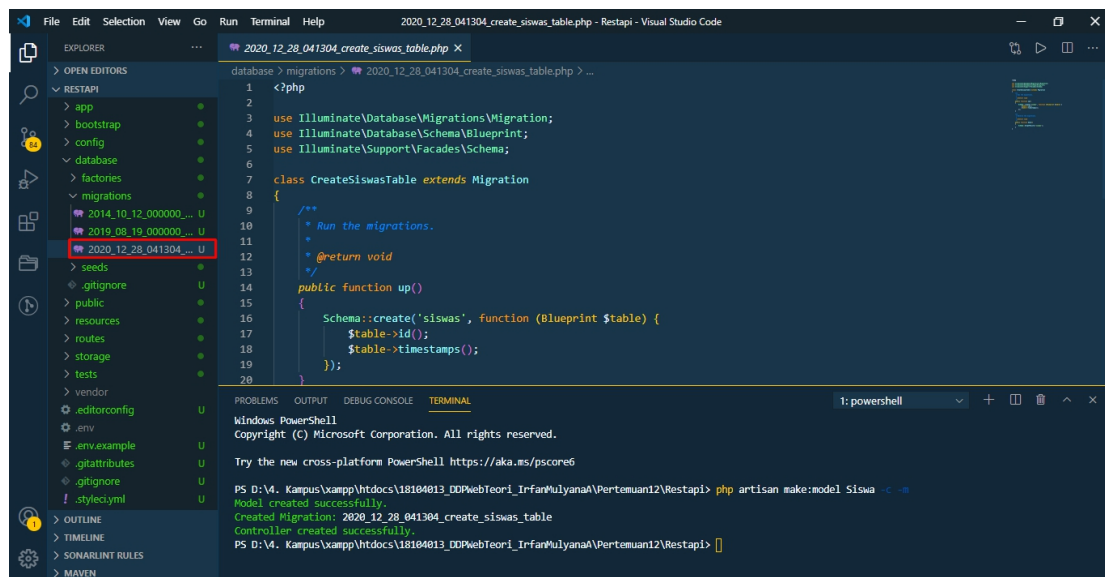 File Edit Selection View Go Run Terminal Help 2020_12_28_041304_create_siswas_table.php - Restapi - Visual Studio Code
EXPLORER ...
> OPEN EDITORS
RESTAPI
> app
> bootstrap
> config
database
> factories
migrations
2014_10_12_000000_... U
2019_08_19_000000_... U
2020_12_28_041304_... U
> seeds
.gitignore U
> public
> resources
> routes
> storage
> tests
> vendor
.editorconfig U
.env
.env.example U
.gitattributes U
.gitignore U
! .styleci.yml U
> OUTLINE
> TIMELINE
> SONARLINT RULES
> MAVEN
84
1
2020_12_28_041304_create_siswas_table.php ×
database > migrations > 2020_12_28_041304_create_siswas_table.php > ...
1 <?php
2
3 use Illuminate\Database\Migrations\Migration;
4 use Illuminate\Database\Schema\Blueprint;
5 use Illuminate\Support\Facades\Schema;
6
7 class CreateSiswasTable extends Migration
8 {
9 /**
10 * Run the migrations.
11 *
12 * @return void
13 */
14 public function up()
15 {
16 Schema::create('siswas', function (Blueprint $table) {
17 $table->id();
18 $table->timestamps();
19 });
20 }
PROBLEMS OUTPUT DEBUG CONSOLE TERMINAL 1: powershell
Windows PowerShell
Copyright (C) Microsoft Corporation. All rights reserved.
Try the new cross-platform PowerShell https://aka.ms/pscore6
PS D:\4. Kampus\xampp\htdocs\18104013_DDPWebTeori_IrfanMulyanaA\Pertemuan12\Restapi> php artisan make:model Siswa -c -m
Model created successfully.
Created Migration: 2020_12_28_041304_create_siswas_table
Controller created successfully.
PS D:\4. Kampus\xampp\htdocs\18104013_DDPWebTeori_IrfanMulyanaA\Pertemuan12\Restapi>